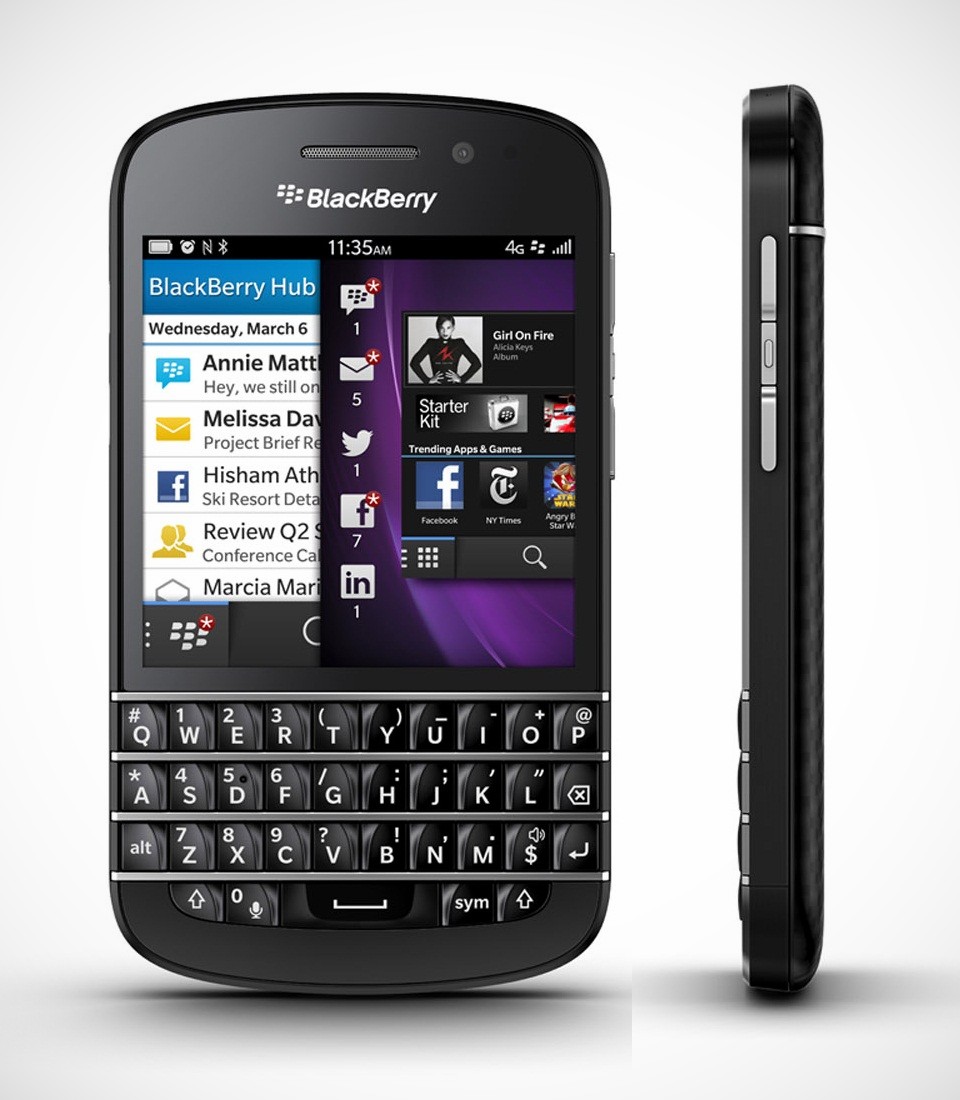 BlackBerry
11:35AM
4G
BlackBerry Hub
Wednesday, March 6
Annie Matt
Hey, we still on
Melissa Dav
Project Brief Re
Hisham Ath
Ski Resort Deta
Review Q2 S
Conference Cal
Marcia Mari
1
5
1
7
in
1
Girl On Fire
Alicia Keys
Album
Starter
Kit
Trending Apps & Games
Facebook
NY Times
Angry B
Star W
# 1 2 3 ( ) _ - + @
Q W E R T Y U I O P
* 4 5 6 / : ; ' "
A S D F G H J K L
7 8 9 ? ! , .
alt Z X C V B N M $
0
sym